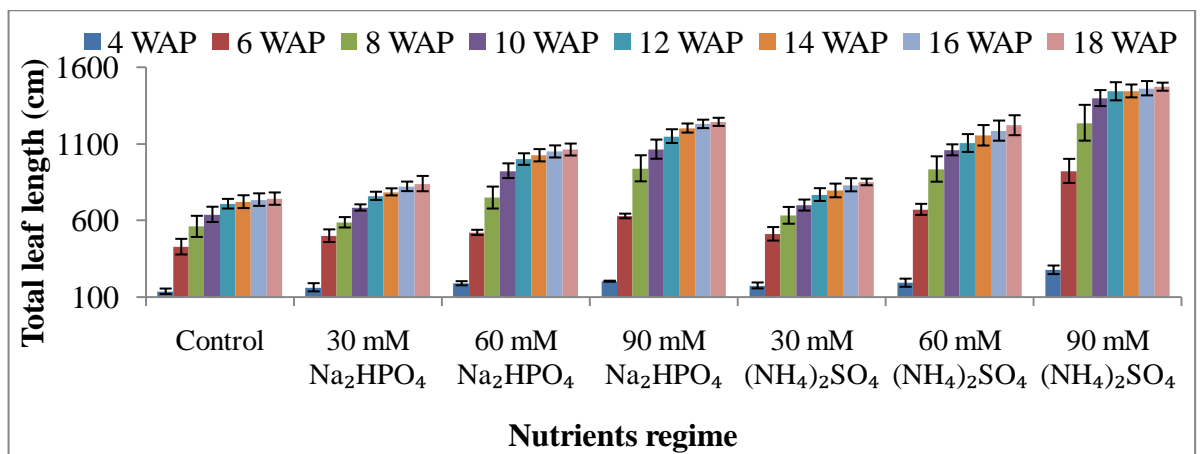 4 WAP 6 WAP 8 WAP 10 WAP 12 WAP 14 WAP 16 WAP 18 WAP
Total leaf length (cm)
1600
1100
600
100
Control 30 mM 60 mM 90 mM 30 mM 60 mM 90 mM
Na₂HPO₄ Na₂HPO₄ Na₂HPO₄ (NH₄)₂SO₄ (NH₄)₂SO₄ (NH₄)₂SO₄
Nutrients regime